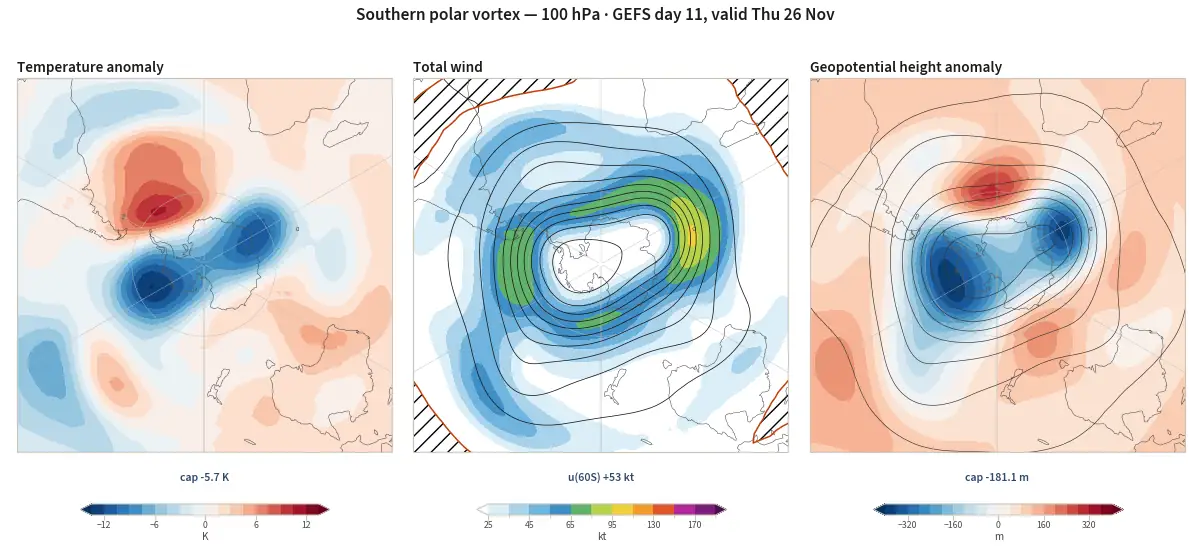 Southern polar vortex — 100 hPa · GEFS day 11, valid Thu 26 Nov
Temperature anomaly
Total wind
Geopotential height anomaly
cap -5.7 K
u(60S) +53 kt
cap -181.1 m
−12 −6 0 6 12
K
25 45 65 95 130 170
kt
−320 −160 0 160 320
m